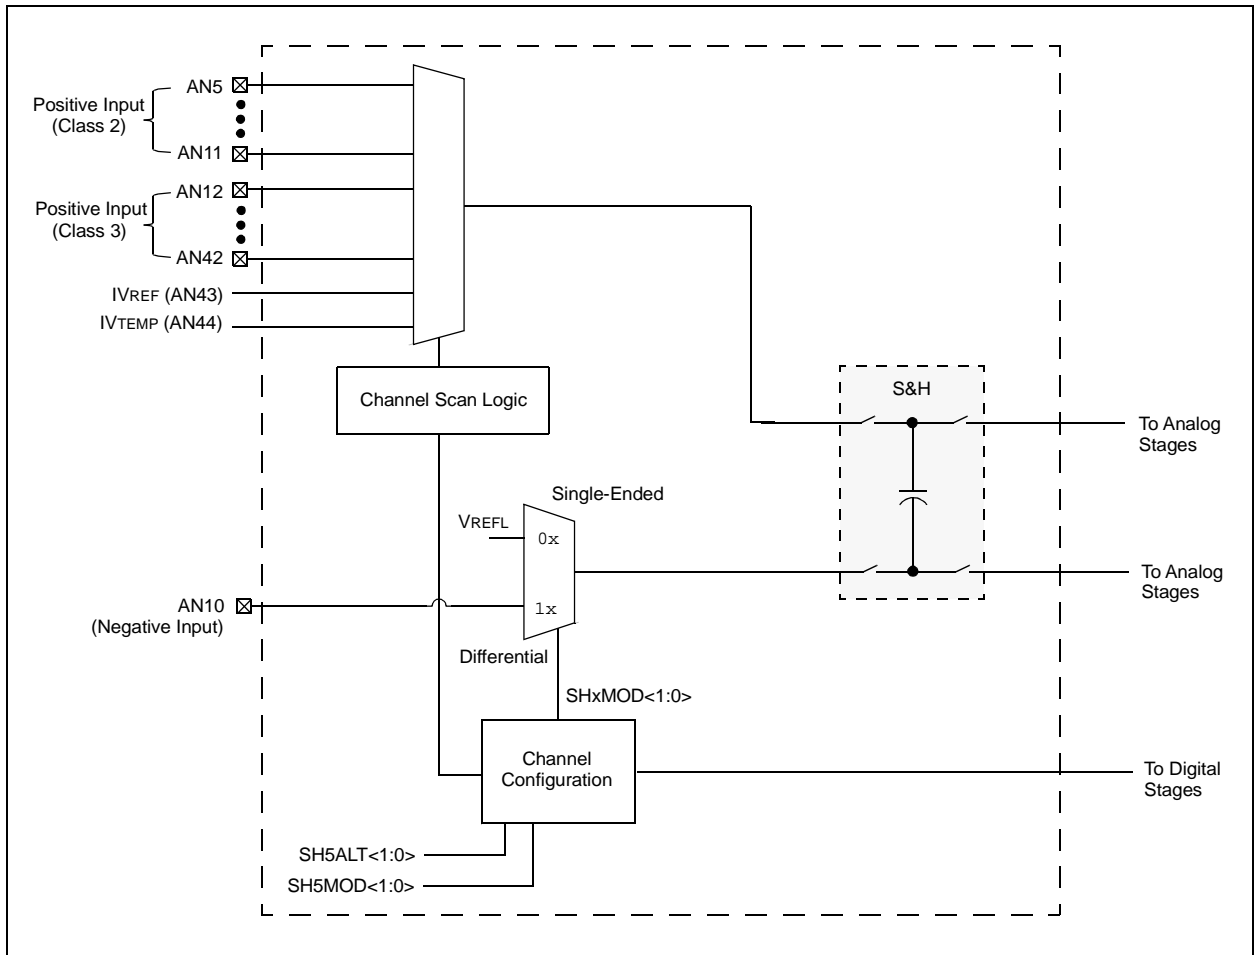 AN5
Positive Input
(Class 2)
AN11
AN12
Positive Input
(Class 3)
AN42
IVREF (AN43)
IVTEMP (AN44)
Channel Scan Logic
S&H
To Analog
Stages
Single-Ended
VREFL
0x
To Analog
Stages
AN10
(Negative Input)
1x
Differential
SHxMOD<1:0>
Channel
Configuration
To Digital
Stages
SH5ALT<1:0>
SH5MOD<1:0>